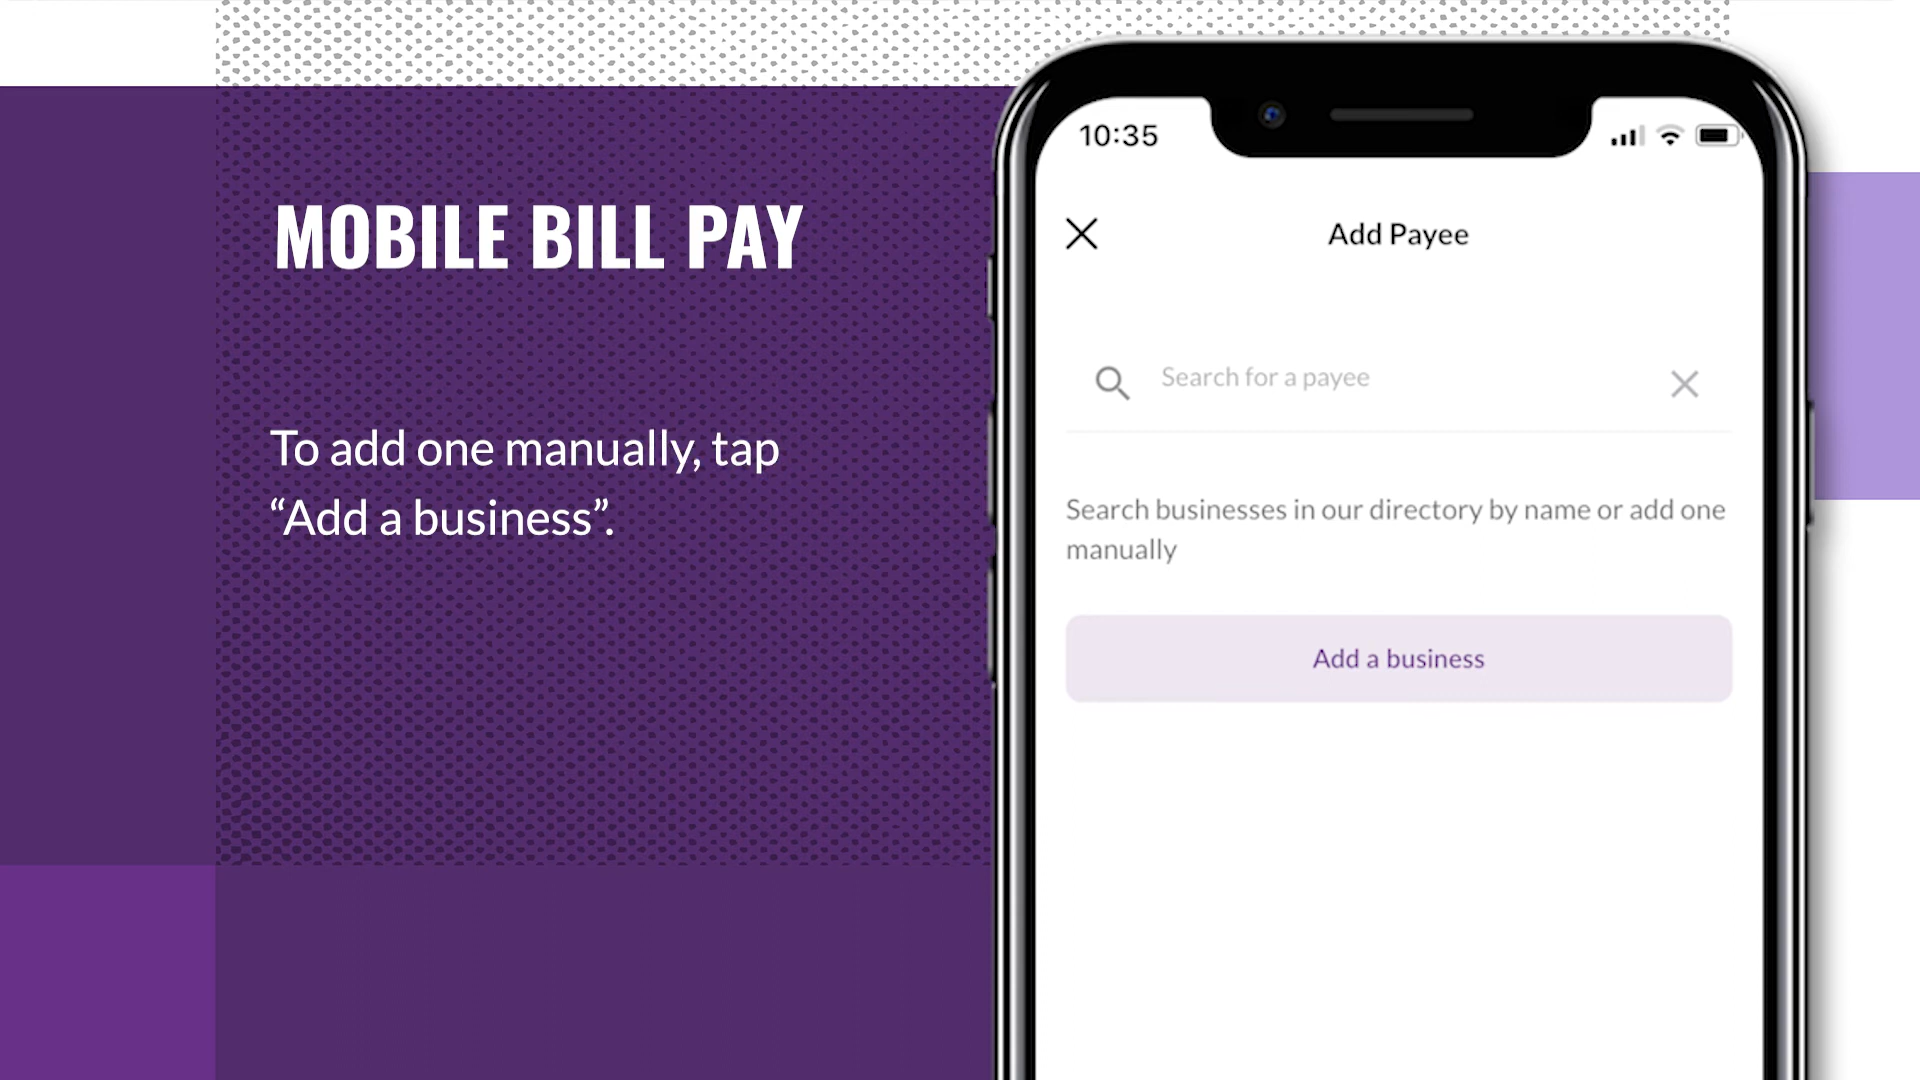 MOBILE BILL PAY
To add one manually, tap
“Add a business”.
10:35
Add Payee
Search for a payee
Search businesses in our directory by name or add one
manually
Add a business